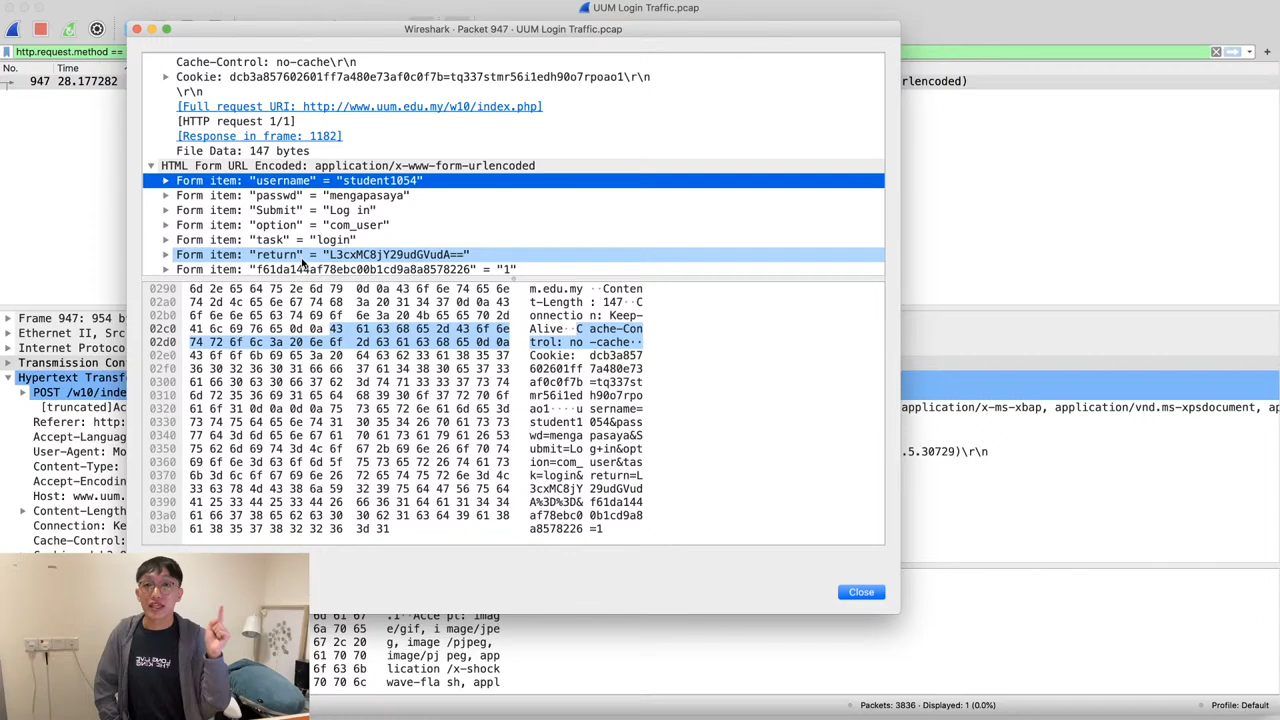 UUM Login Traffic.pcap
Wireshark · Packet 947 · UUM Login Traffic.pcap
http.request.method ==
No. Time
947 28.177282
lencoded)
Cache-Control: no-cache\r\n
Cookie: dcb3a857602601ff7a480e73af0c0f7b=tq337stmr56i1edh90o7rpoao1\r\n
\r\n
[Full request URI: http://www.uum.edu.my/w10/index.php]
[HTTP request 1/1]
[Response in frame: 1182]
File Data: 147 bytes
HTML Form URL Encoded: application/x-www-form-urlencoded
Form item: "username" = "student1054"
Form item: "passwd" = "mengapasaya"
Form item: "Submit" = "Log in"
Form item: "option" = "com_user"
Form item: "task" = "login"
Form item: "return" = "L3cxMC8jY29udGVudA=="
Form item: "f61da144af78ebc00b1cd9a8a8578226" = "1"
0290 6d 2e 65 64 75 2e 6d 79 0d 0a 43 6f 6e 74 65 6e m.edu.my··Conten
02a0 74 2d 4c 65 6e 67 74 68 3a 20 31 34 37 0d 0a 43 t-Length : 147··C
02b0 6f 6e 6e 65 63 74 69 6f 6e 3a 20 4b 65 65 70 2d onnectio n: Keep-
02c0 41 6c 69 76 65 0d 0a 43 61 63 68 65 2d 43 6f 6e Alive··C ache-Con
02d0 74 72 6f 6c 3a 20 6e 6f 2d 63 61 63 68 65 0d 0a trol: no -cache··
02e0 43 6f 6f 6b 69 65 3a 20 64 63 62 33 61 38 35 37 Cookie: dcb3a857
02f0 36 30 32 36 30 31 66 66 37 61 34 38 30 65 37 33 602601ff 7a480e73
0300 61 66 30 63 30 66 37 62 3d 74 71 33 33 37 73 74 af0c0f7b =tq337st
0310 6d 72 35 36 69 31 65 64 68 39 30 6f 37 72 70 6f mr56i1ed h90o7rpo
0320 61 6f 31 0d 0a 0d 0a 75 73 65 72 6e 61 6d 65 3d ao1····u sername=
0330 73 74 75 64 65 6e 74 31 30 35 34 26 70 61 73 73 student1 054&pass
0340 77 64 3d 6d 65 6e 67 61 70 61 73 61 79 61 26 53 wd=menga pasaya&S
0350 75 62 6d 69 74 3d 4c 6f 67 2b 69 6e 26 6f 70 74 ubmit=Lo g+in&opt
0360 69 6f 6e 3d 63 6f 6d 5f 75 73 65 72 26 74 61 73 ion=com_ user&tas
0370 6b 3d 6c 6f 67 69 6e 26 72 65 74 75 72 6e 3d 4c k=login& return=L
0380 33 63 78 4d 43 38 6a 59 32 39 75 64 47 56 75 64 3cxMC8jY 29udGVud
0390 41 25 33 44 25 33 44 26 66 36 31 64 61 31 34 34 A%3D%3D& f61da144
03a0 61 66 37 38 65 62 63 30 30 62 31 63 64 39 61 38 af78ebc0 0b1cd9a8
03b0 61 38 35 37 38 32 32 36 3d 31 a8578226 =1
Close
Frame 947: 954 b
Ethernet II, Src
Internet Protoco
Transmission Cont
Hypertext Transf
POST /w10/inde
[truncated]Ac
application/x-ms-xbap, application/vnd.ms-xpsdocument, a
Referer: http:
Accept-Languag
User-Agent: Mo
.5.30729)\r\n
Content-Type:
Accept-Encodin
Host: www.uum.
Content-Length
Connection: Ke
Cache-Control:
6d 61 67 .I··Acce pt: imag
6a 70 65 e/gif, i mage/jpe
67 2c 20 g, image /pjpeg,
61 70 70 image/pj peg, app
6f 63 6b lication /x-shock
70 70 6c wave-fla sh, appl
Packets: 3836 · Displayed: 1 (0.0%)
Profile: Default